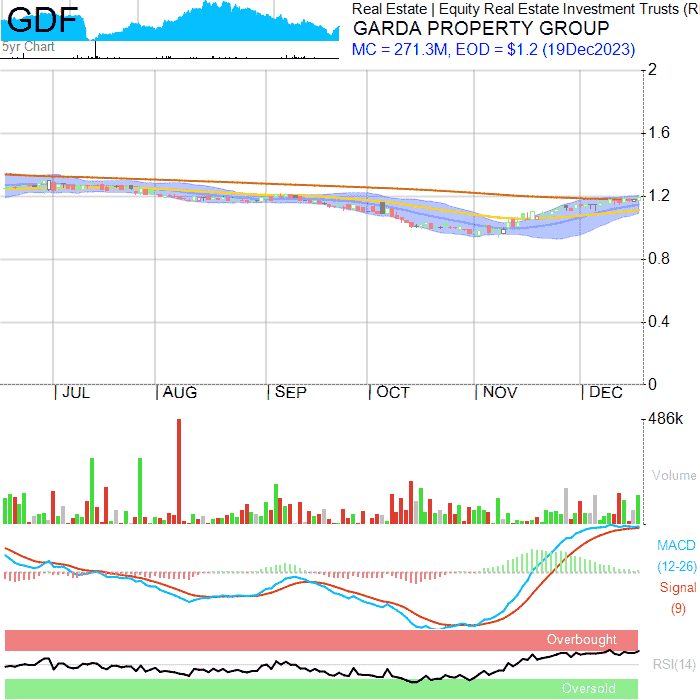 GDF
5yr Chart
Real Estate | Equity Real Estate Investment Trusts (R
GARDA PROPERTY GROUP
MC = 271.3M, EOD = $1.2 (19Dec2023)
2
1.6
1.2
0.8
0.4
0
JUL AUG SEP OCT NOV DEC
486k
Volume
MACD
(12-26)
Signal
(9)
Overbought
RSI(14)
Oversold